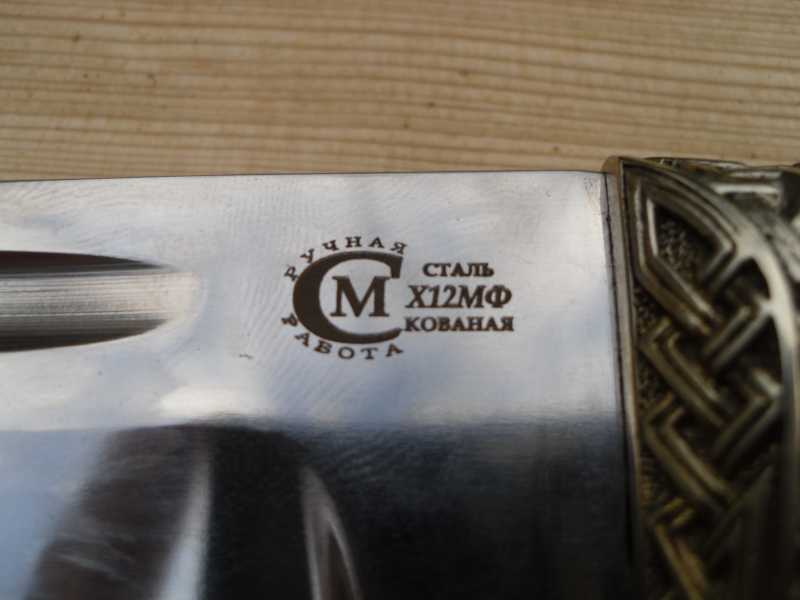 РУЧНАЯ
СМ
РАБОТА
СТАЛЬ
Х12МФ
КОВАНАЯ